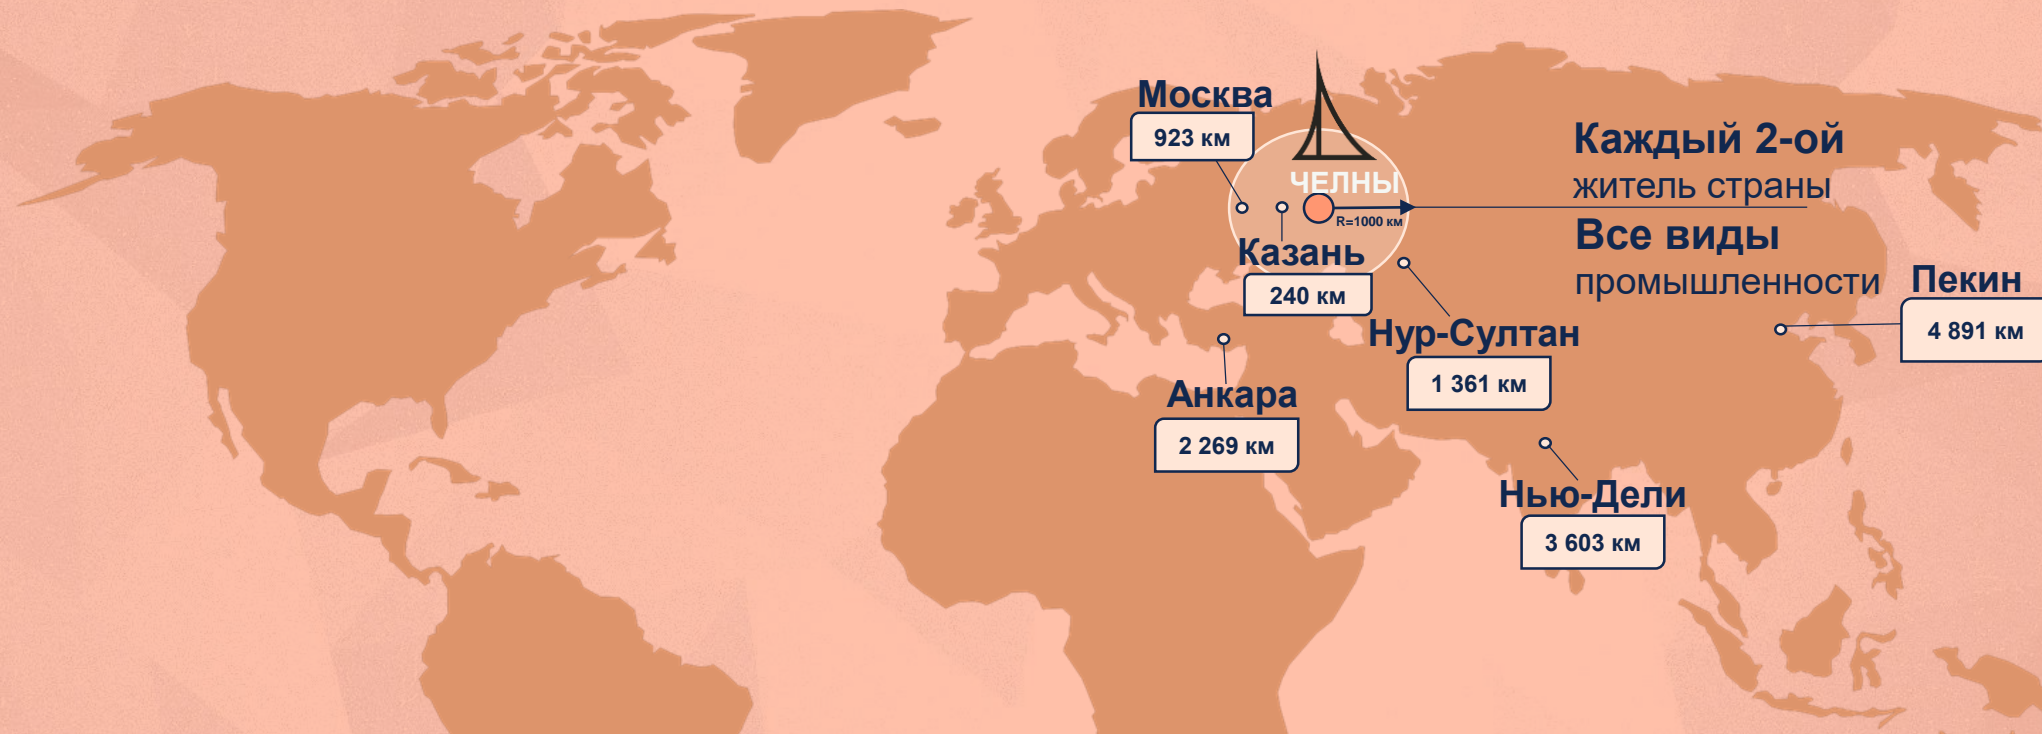 Москва
923 км
ЧЕЛНЫ
R=1000 км
Казань
240 км
Каждый 2-ой
житель страны
Все виды
промышленности
Пекин
4 891 км
Нур-Султан
1 361 км
Анкара
2 269 км
Нью-Дели
3 603 км